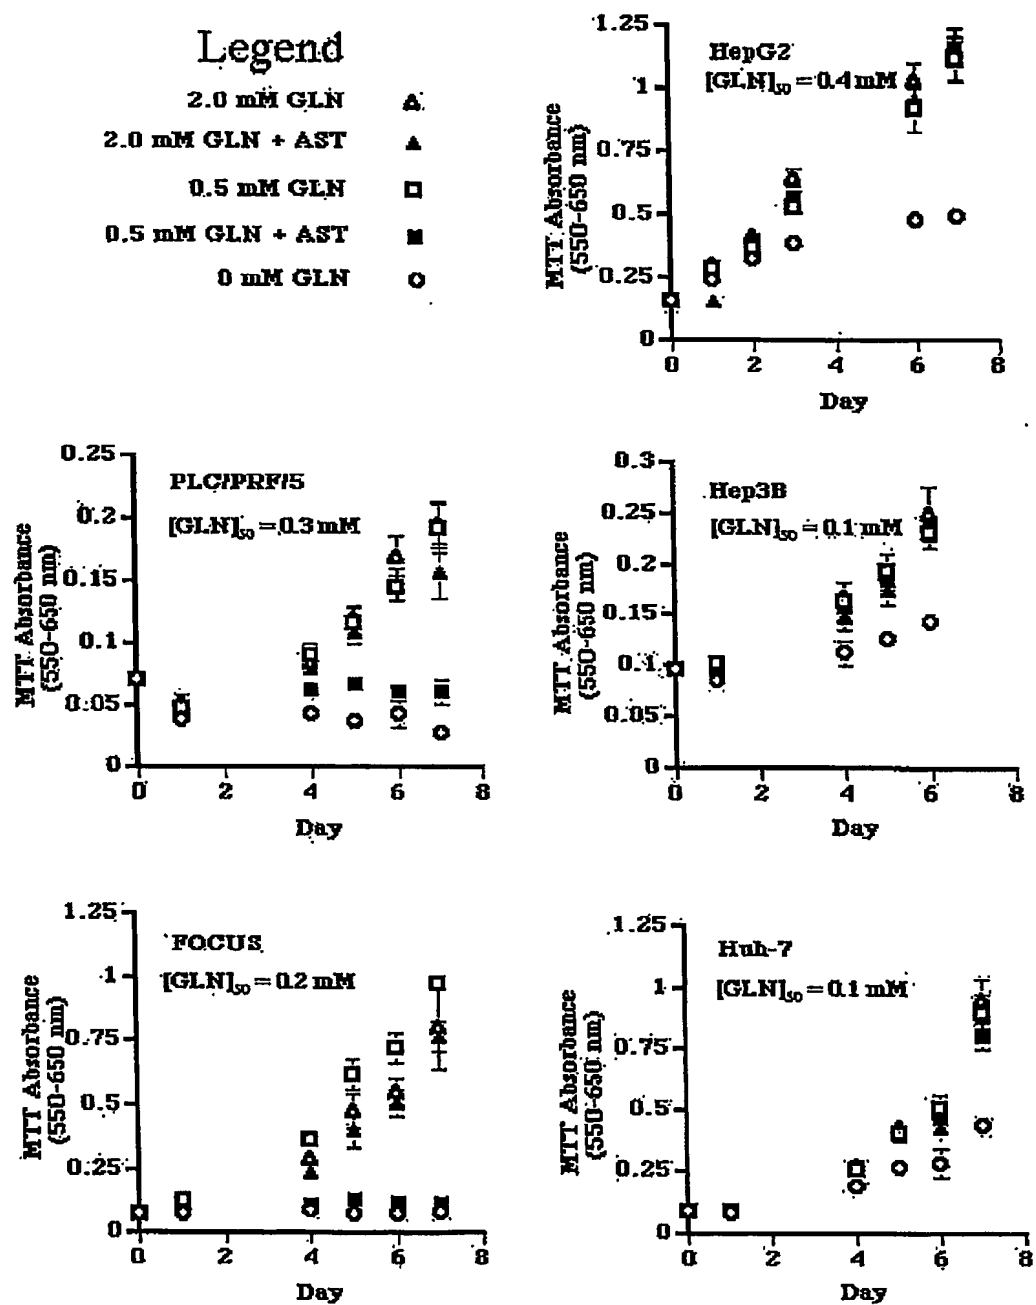 Legend
2.0 mM GLN
2.0 mM GLN + AST
0.5 mM GLN
0.5 mM GLN + AST
0 mM GLN
HepG2
[GLN]50 = 0.4 mM
MTT Absorbance
(550-650 nm)
1.25
1
0.75
0.5
0.25
0
0 2 4 6 8
Day
PLC/PRF/5
[GLN]50 = 0.3 mM
MTT Absorbance
(550-650 nm)
0.25
0.2
0.15
0.1
0.05
0
0 2 4 6 8
Day
Hep3B
[GLN]50 = 0.1 mM
MTT Absorbance
(550-650 nm)
0.3
0.25
0.2
0.15
0.1
0.05
0
0 2 4 6 8
Day
FOCUS
[GLN]50 = 0.2 mM
MTT Absorbance
(550-650 nm)
1.25
1
0.75
0.5
0.25
0
0 2 4 6 8
Day
Huh-7
[GLN]50 = 0.1 mM
MTT Absorbance
(550-650 nm)
1.25
1
0.75
0.5
0.25
0
0 2 4 6 8
Day